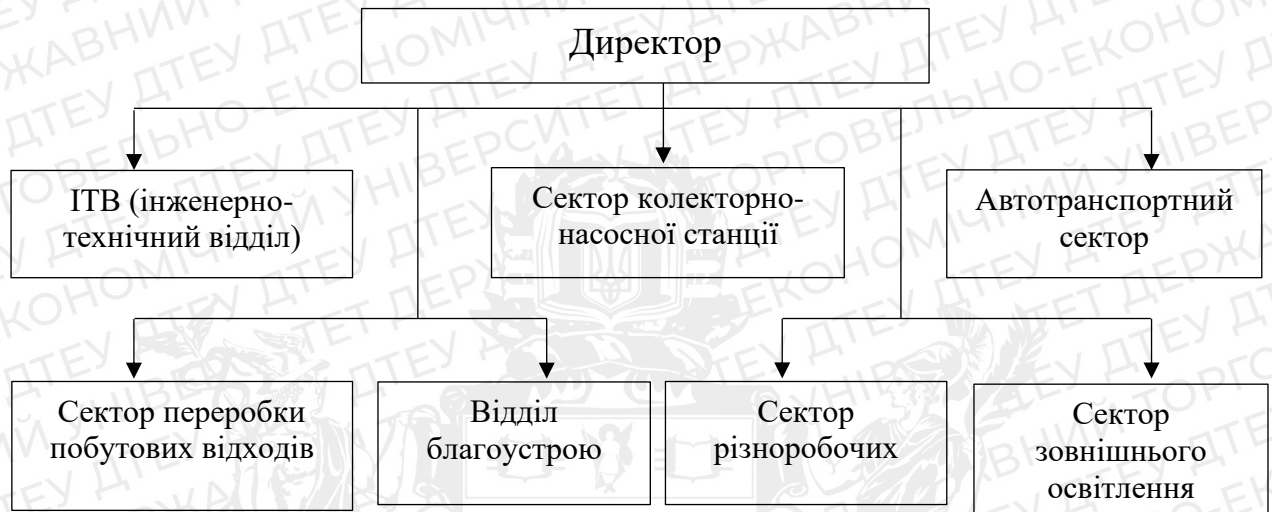 Директор
ІТВ (інженерно-
технічний відділ)
Сектор колекторно-
насосної станції
Автотранспортний
сектор
Сектор переробки
побутових відходів
Відділ
благоустрою
Сектор
різноробочих
Сектор
зовнішнього
освітлення